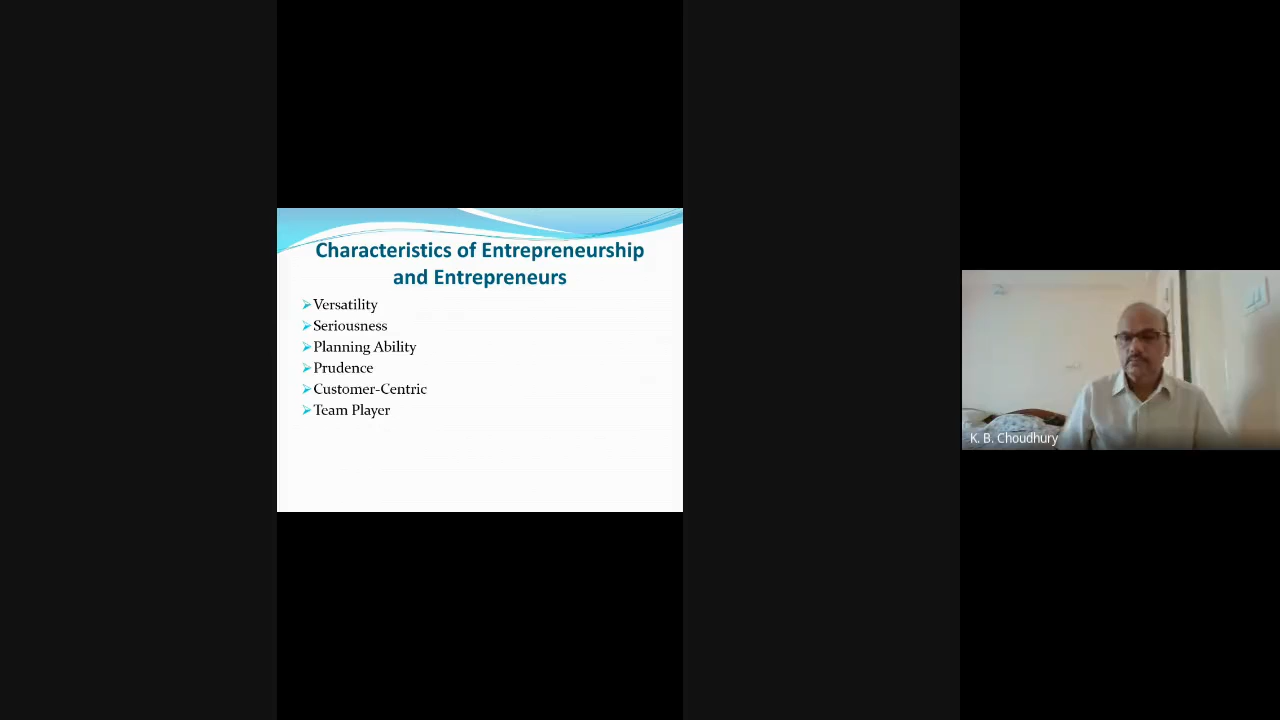 Characteristics of Entrepreneurship
and Entrepreneurs
Versatility
Seriousness
Planning Ability
Prudence
Customer-Centric
Team Player
K. B. Choudhury